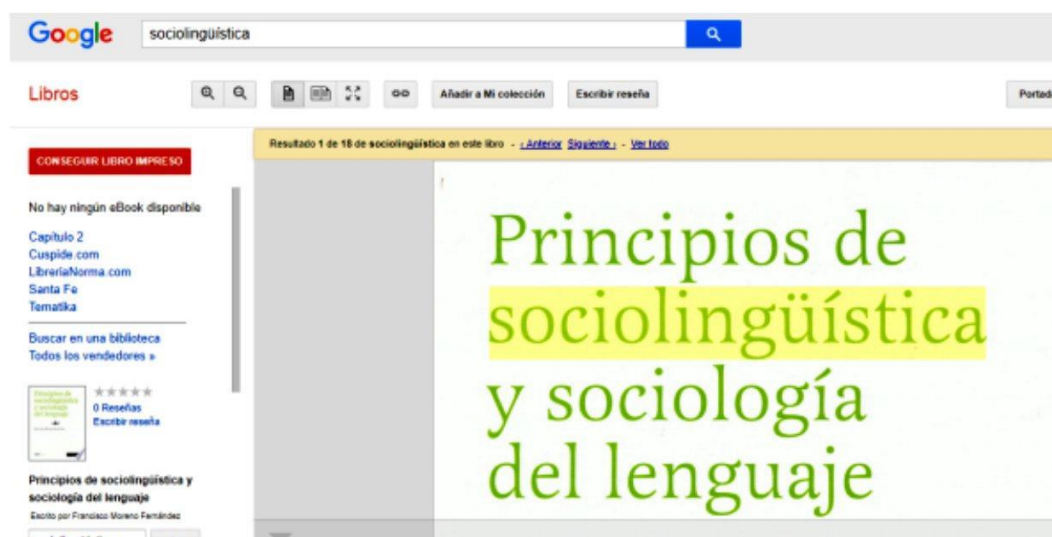 Google
sociolingüística
Libros
Añadir a Mi colección
Escribir reseña
Resultado 1 de 18 de sociolingüística en este libro - ‹ Anterior Siguiente › - Ver todo
CONSEGUIR LIBRO IMPRESO
No hay ningún eBook disponible
Capítulo 2
Cuspide.com
LibreríaNorma.com
Santa Fe
Tematika
Buscar en una biblioteca
Todos los vendedores »
0 Reseñas
Escribir reseña
Principios de sociolingüística y
sociología del lenguaje
Escrito por Francisco Moreno Fernández
Principios de
sociolingüística
y sociología
del lenguaje